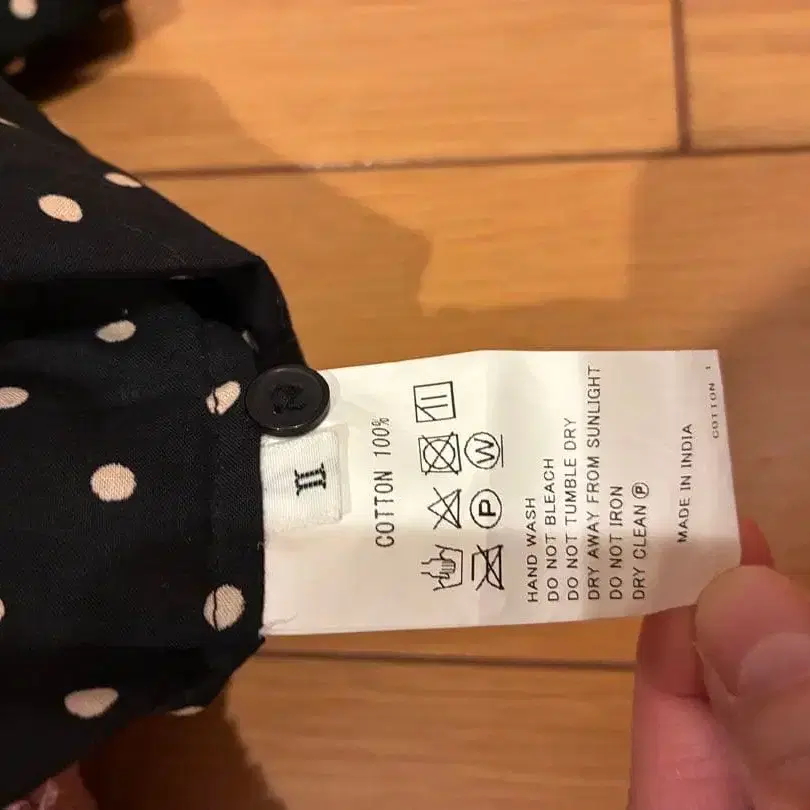 II
COTTON 100%
P W
HAND WASH
DO NOT BLEACH
DO NOT TUMBLE DRY
DRY AWAY FROM SUNLIGHT
DO NOT IRON
DRY CLEAN Ⓟ
MADE IN INDIA
COTTON 1